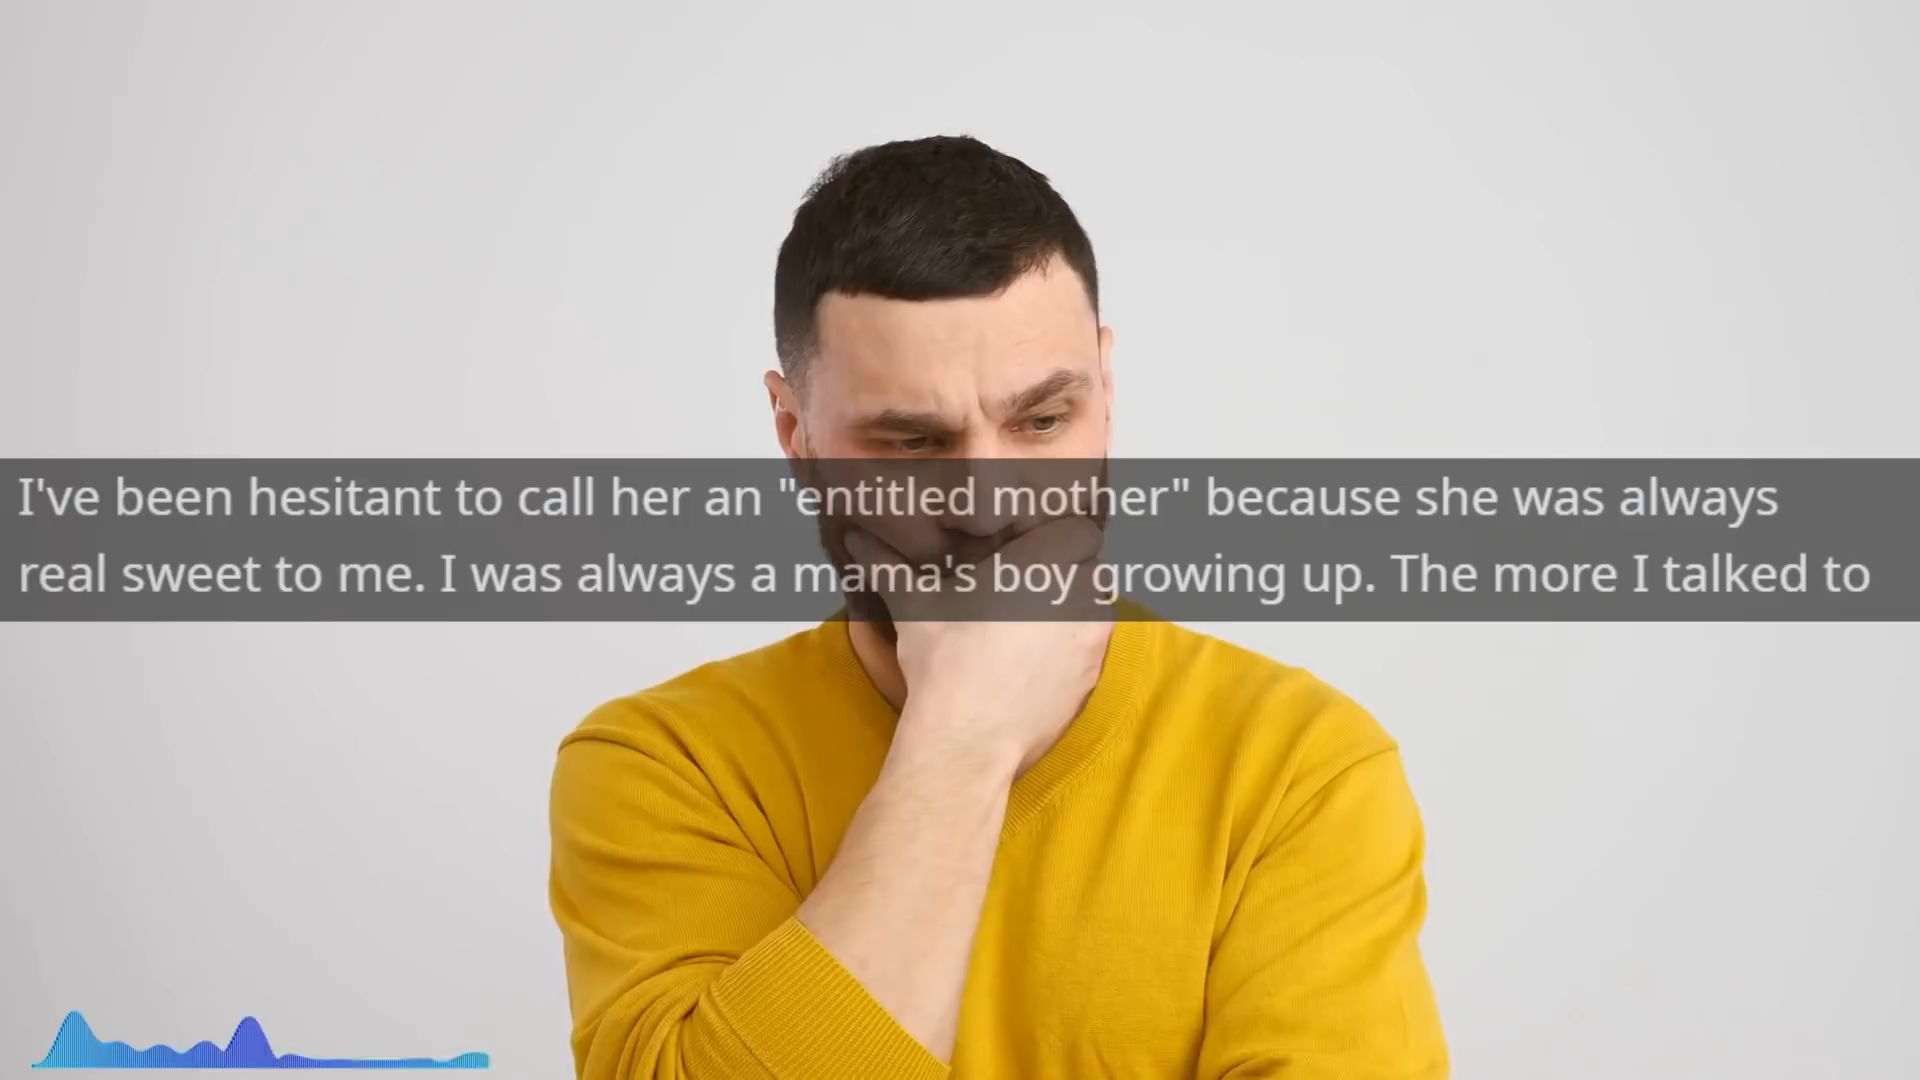 I've been hesitant to call her an "entitled mother" because she was always
real sweet to me. I was always a mama's boy growing up. The more I talked to